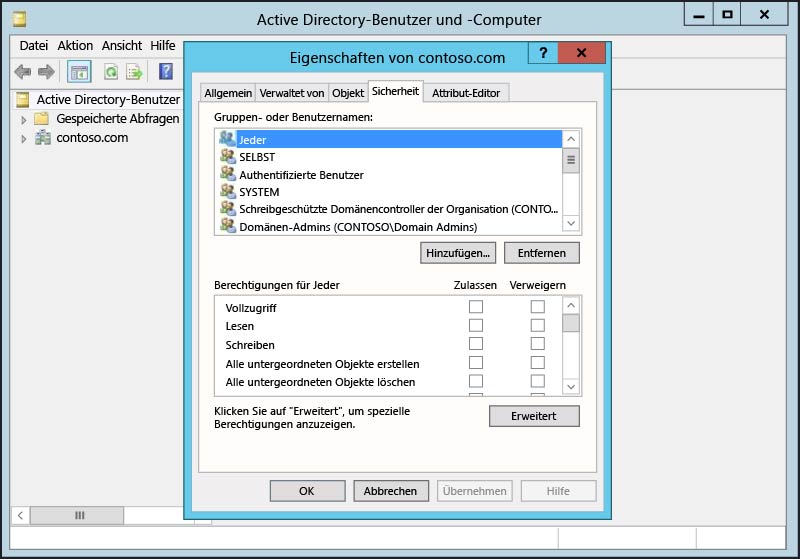 Active Directory-Benutzer und -Computer
Datei Aktion Ansicht Hilfe
Active Directory-Benutzer
Gespeicherte Abfragen
contoso.com
Eigenschaften von contoso.com
?
Allgemein Verwaltet von Objekt Sicherheit Attribut-Editor
Gruppen- oder Benutzernamen:
Jeder
SELBST
Authentifizierte Benutzer
SYSTEM
Schreibgeschützte Domänencontroller der Organisation (CONTO...
Domänen-Admins (CONTOSO\Domain Admins)
Hinzufügen... Entfernen
Berechtigungen für Jeder Zulassen Verweigern
Vollzugriff
Lesen
Schreiben
Alle untergeordneten Objekte erstellen
Alle untergeordneten Objekte löschen
Klicken Sie auf "Erweitert", um spezielle
Berechtigungen anzuzeigen.
Erweitert
OK Abbrechen Übernehmen Hilfe